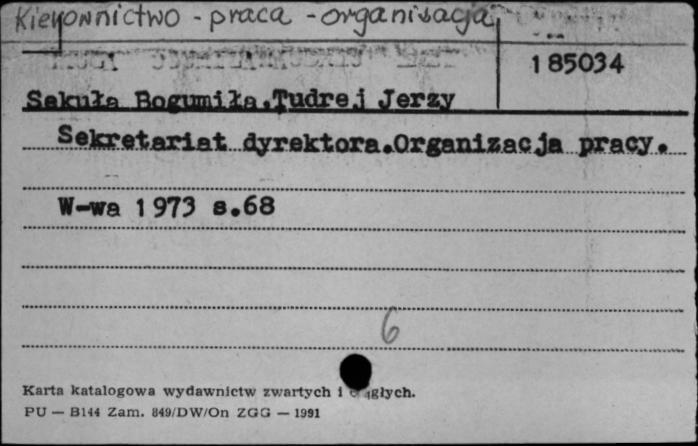 Kierownictwo - praca - organizacja
185034
Sekuła Bogumiła, Tudrej Jerzy
Sekretariat dyrektora. Organizacja pracy.
W-wa 1973 s.68
6
Karta katalogowa wydawnictw zwartych i ciągłych.
PU — B144 Zam. 849/DW/On ZGG — 1991